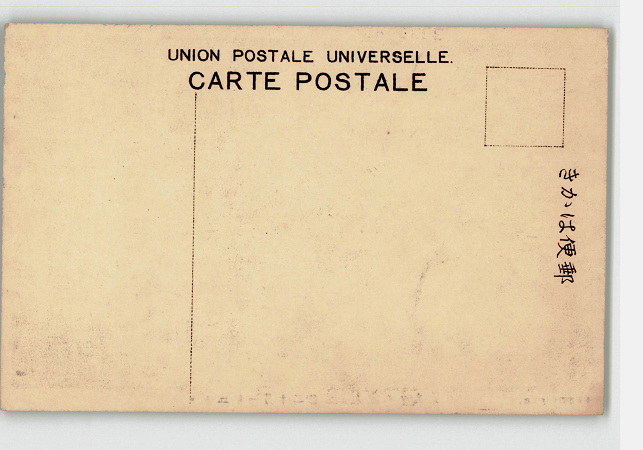 UNION POSTALE UNIVERSELLE.
CARTE POSTALE
きかは便郵